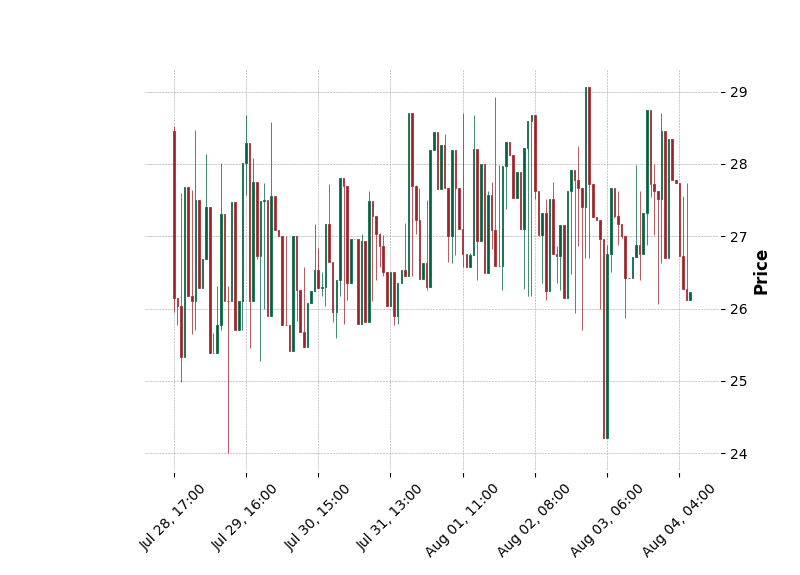 29
28
27
26
25
24
Price
Jul 28, 17:00
Jul 29, 16:00
Jul 30, 15:00
Jul 31, 13:00
Aug 01, 11:00
Aug 02, 08:00
Aug 03, 06:00
Aug 04, 04:00